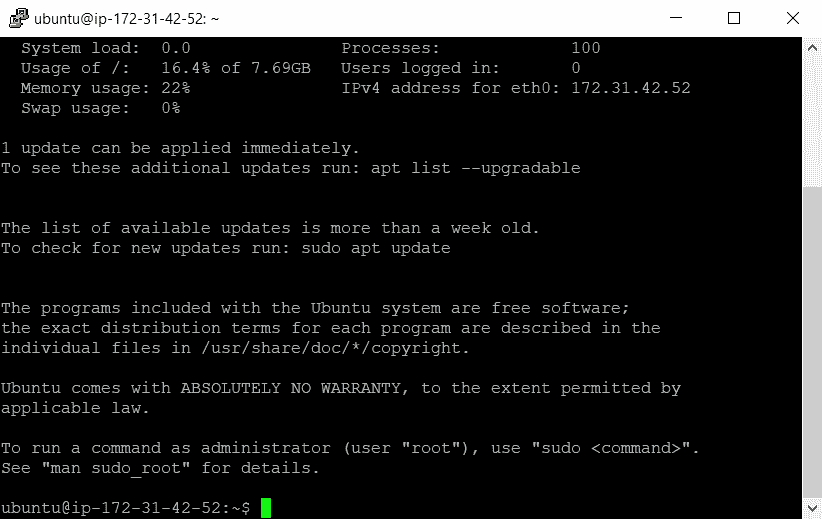 ubuntu@ip-172-31-42-52: ~
System load:  0.0               Processes:             100
Usage of /:   16.4% of 7.69GB   Users logged in:       0
Memory usage: 22%               IPv4 address for eth0: 172.31.42.52
Swap usage:   0%
1 update can be applied immediately.
To see these additional updates run: apt list --upgradable
The list of available updates is more than a week old.
To check for new updates run: sudo apt update
The programs included with the Ubuntu system are free software;
the exact distribution terms for each program are described in the
individual files in /usr/share/doc/*/copyright.
Ubuntu comes with ABSOLUTELY NO WARRANTY, to the extent permitted by
applicable law.
To run a command as administrator (user "root"), use "sudo <command>".
See "man sudo_root" for details.
ubuntu@ip-172-31-42-52:~$